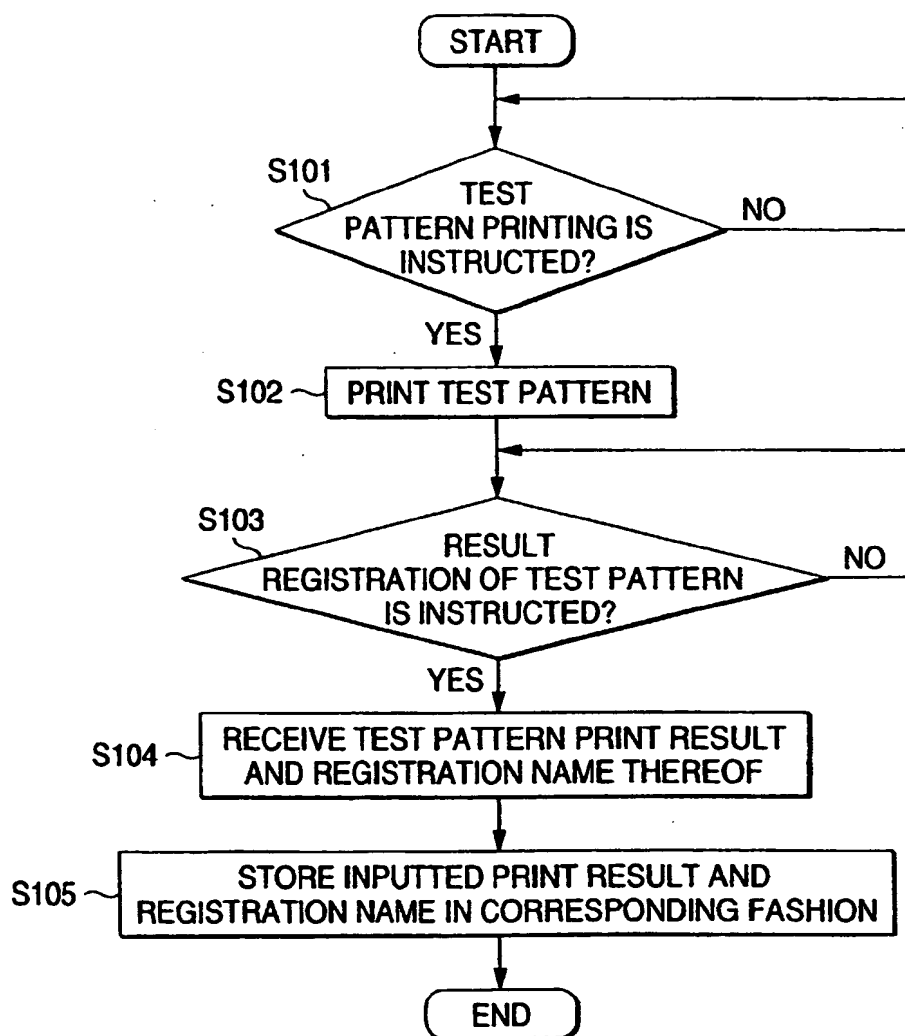 START
S101
TEST
PATTERN PRINTING IS
INSTRUCTED?
NO
YES
S102
PRINT TEST PATTERN
S103
RESULT
REGISTRATION OF TEST PATTERN
IS INSTRUCTED?
NO
YES
S104
RECEIVE TEST PATTERN PRINT RESULT
AND REGISTRATION NAME THEREOF
S105
STORE INPUTTED PRINT RESULT AND
REGISTRATION NAME IN CORRESPONDING FASHION
END